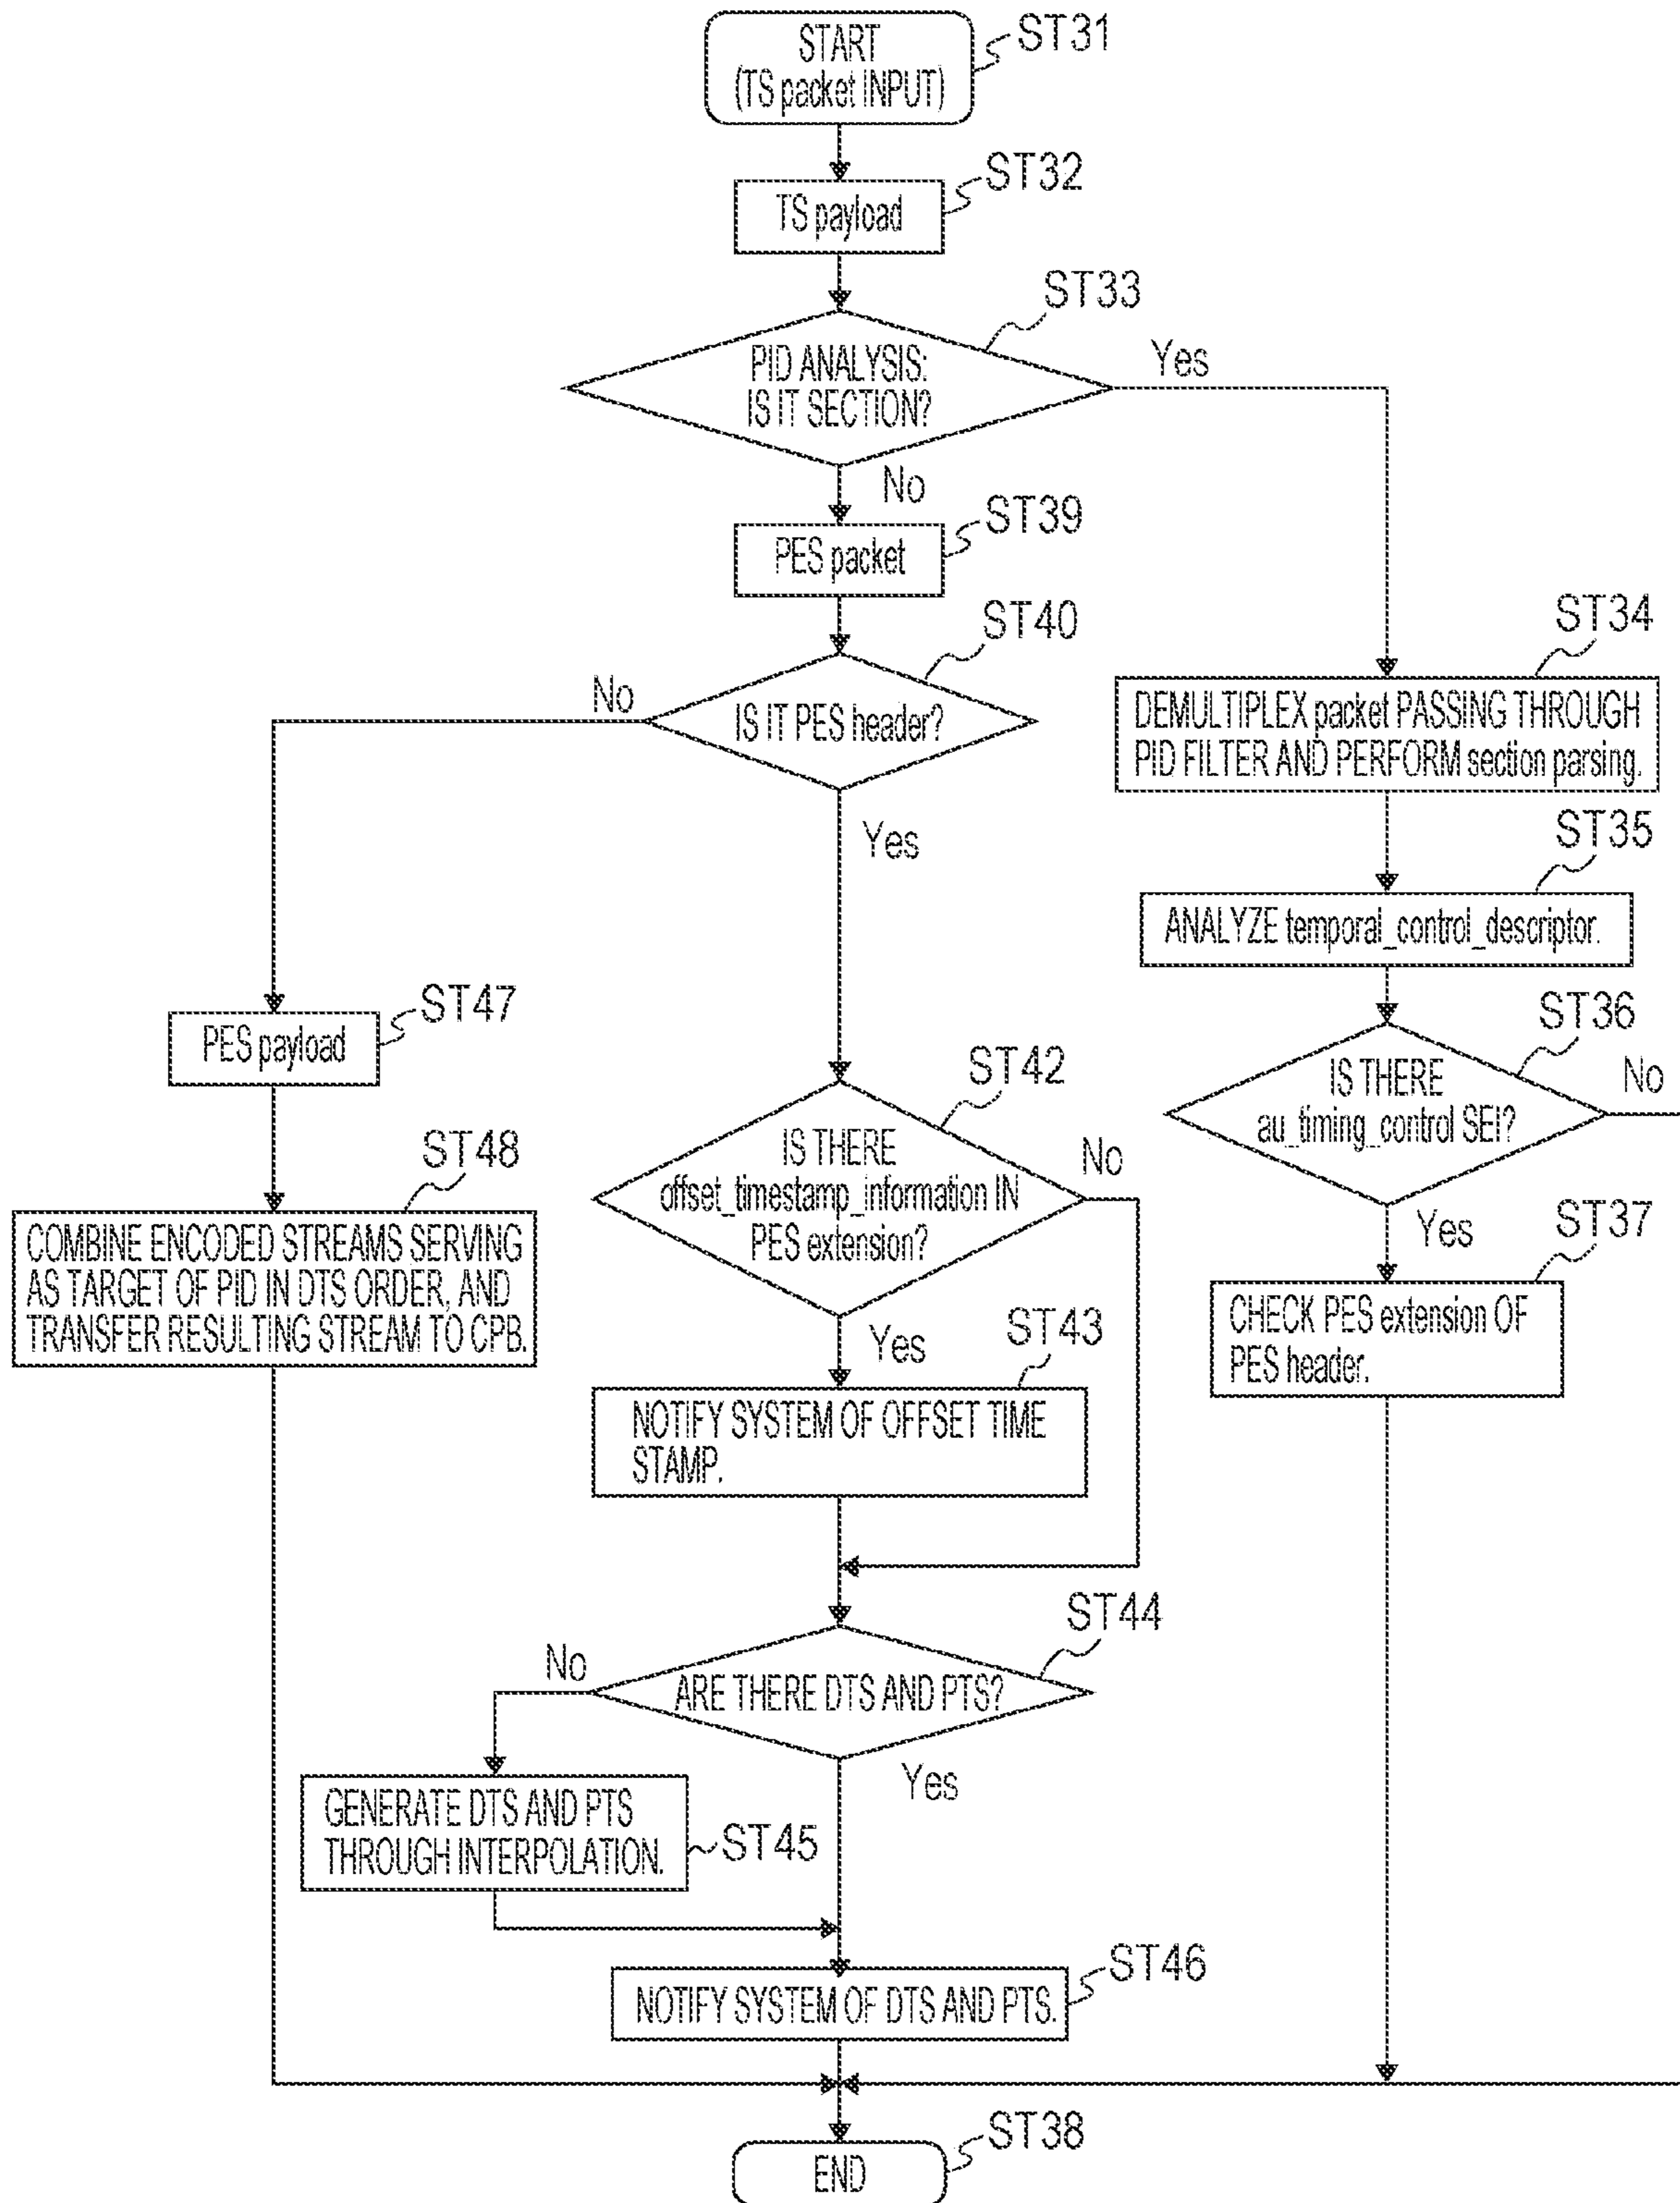 START
(TS packet INPUT)
ST31
TS payload
ST32
PID ANALYSIS:
IS IT SECTION?
ST33
Yes
No
PES packet
ST39
IS IT PES header?
ST40
No
Yes
DEMULTIPLEX packet PASSING THROUGH
PID FILTER AND PERFORM section parsing.
ST34
ANALYZE temporal_control_descriptor.
ST35
IS THERE
au_timing_control SEI?
ST36
No
Yes
CHECK PES extension OF
PES header.
ST37
PES payload
ST47
COMBINE ENCODED STREAMS SERVING
AS TARGET OF PID IN DTS ORDER, AND
TRANSFER RESULTING STREAM TO CPB.
ST48
IS THERE
offset_timestamp_information IN
PES extension?
ST42
No
Yes
NOTIFY SYSTEM OF OFFSET TIME
STAMP.
ST43
ARE THERE DTS AND PTS?
ST44
No
Yes
GENERATE DTS AND PTS
THROUGH INTERPOLATION.
ST45
NOTIFY SYSTEM OF DTS AND PTS.
ST46
END
ST38